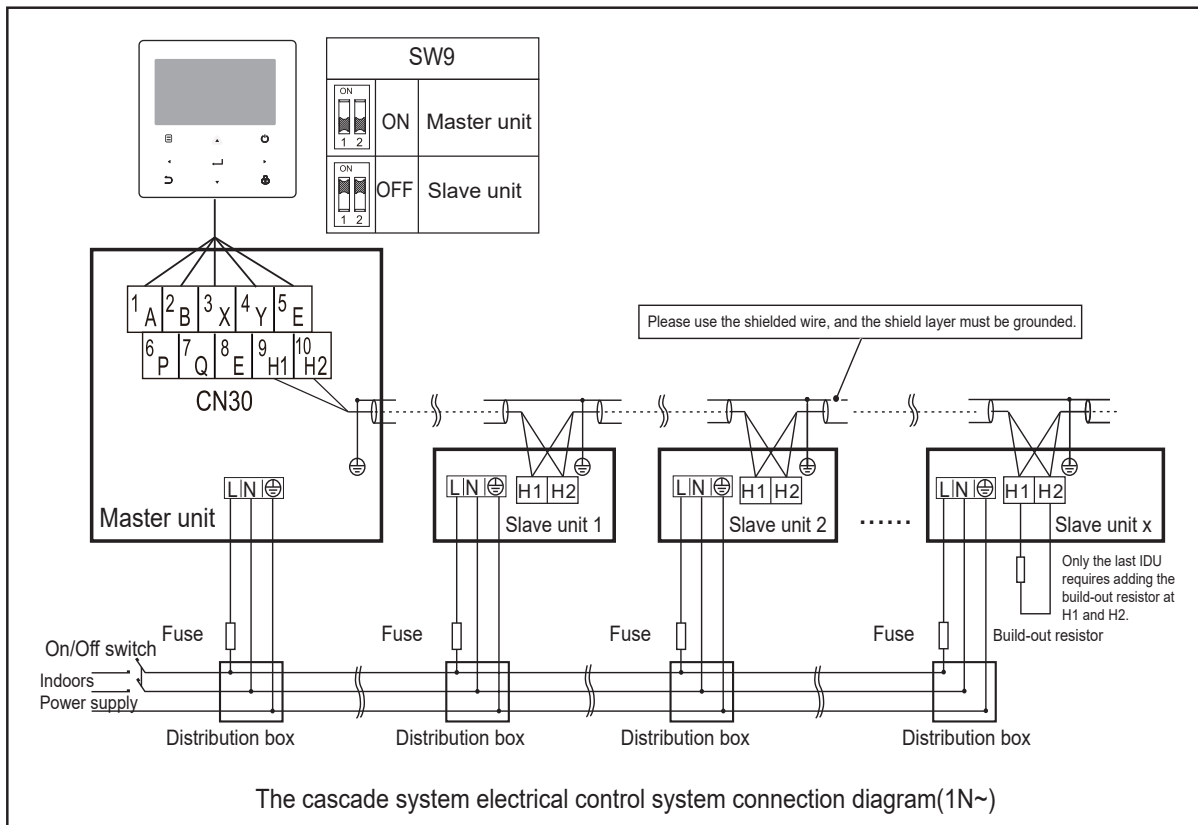 SW9
ON
1 2
ON
Master unit
ON
1 2
OFF
Slave unit
1 A 2 B 3 X 4 Y 5 E
6 P 7 Q 8 E 9 H1 10 H2
CN30
Please use the shielded wire, and the shield layer must be grounded.
L N
Master unit
L N
H1 H2
Slave unit 1
L N
H1 H2
Slave unit 2
......
L N
H1 H2
Slave unit x
Only the last IDU
requires adding the
build-out resistor at
H1 and H2.
Build-out resistor
Fuse
Fuse
Fuse
Fuse
On/Off switch
Indoors
Power supply
Distribution box
Distribution box
Distribution box
Distribution box
The cascade system electrical control system connection diagram(1N~)